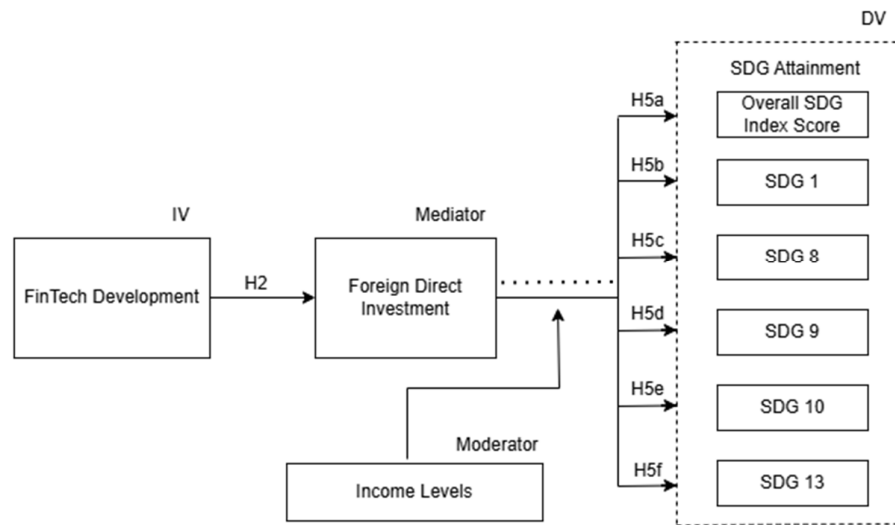 DV
SDG Attainment
H5a
Overall SDG
Index Score
H5b
SDG 1
IV
Mediator
H5c
SDG 8
FinTech Development
H2
Foreign Direct
Investment
H5d
SDG 9
H5e
SDG 10
Moderator
H5f
SDG 13
Income Levels